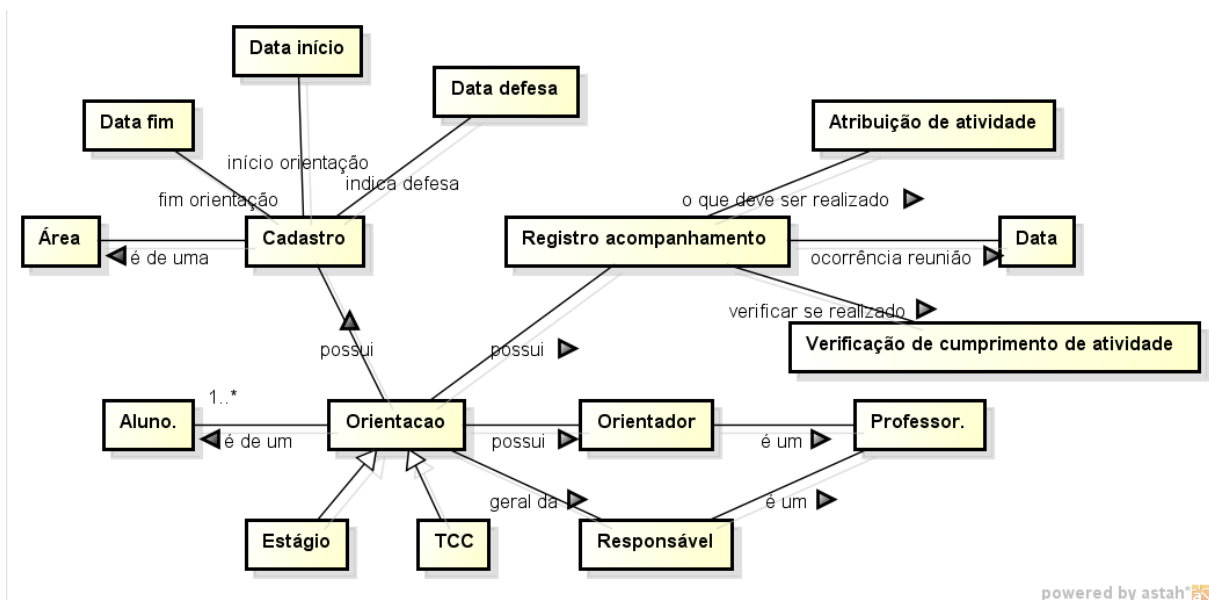 Data início
Data defesa
Data fim
Atribuição de atividade
início orientação
indica defesa
fim orientação
o que deve ser realizado
Área
Cadastro
Registro acompanhamento
Data
é de uma
ocorrência reunião
verificar se realizado
Verificação de cumprimento de atividade
possui
possui
1..*
Aluno.
Orientacao
Orientador
Professor.
é de um
possui
é um
geral da
é um
Estágio
TCC
Responsável
powered by astah*